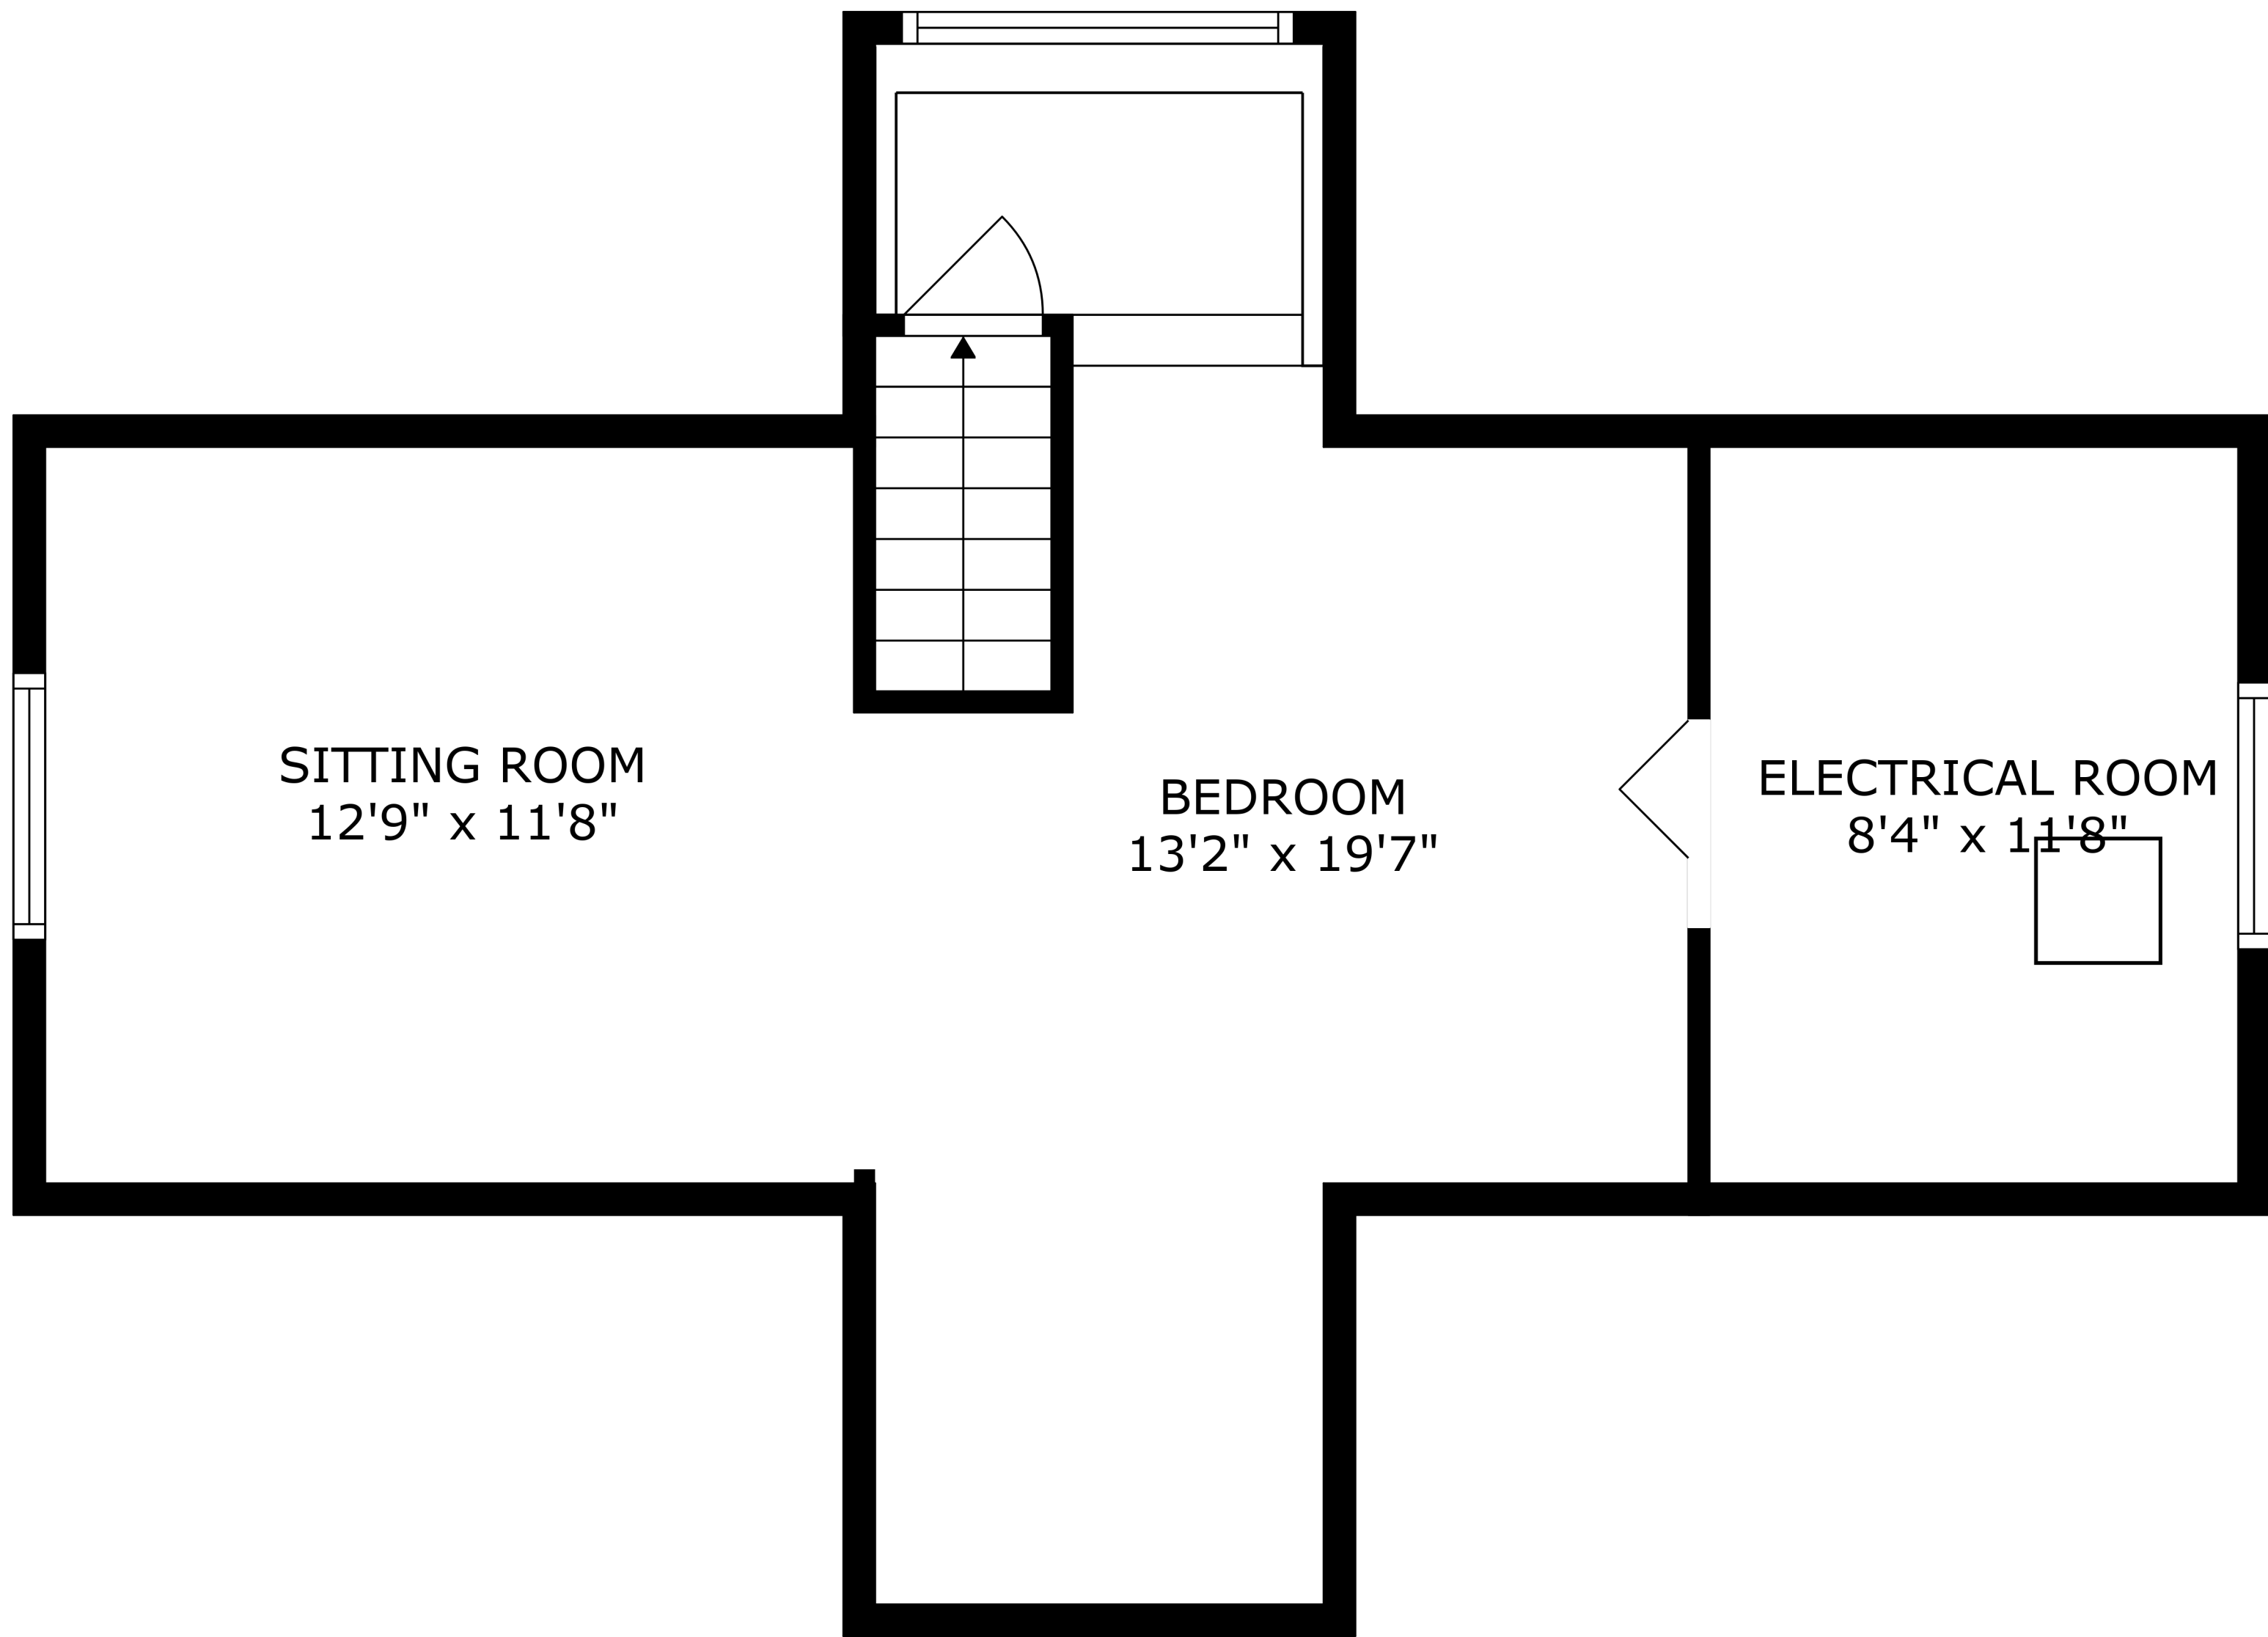 SITTING ROOM
12'9" x 11'8"
BEDROOM
13'2" x 19'7"
ELECTRICAL ROOM
8'4" x 11'8"